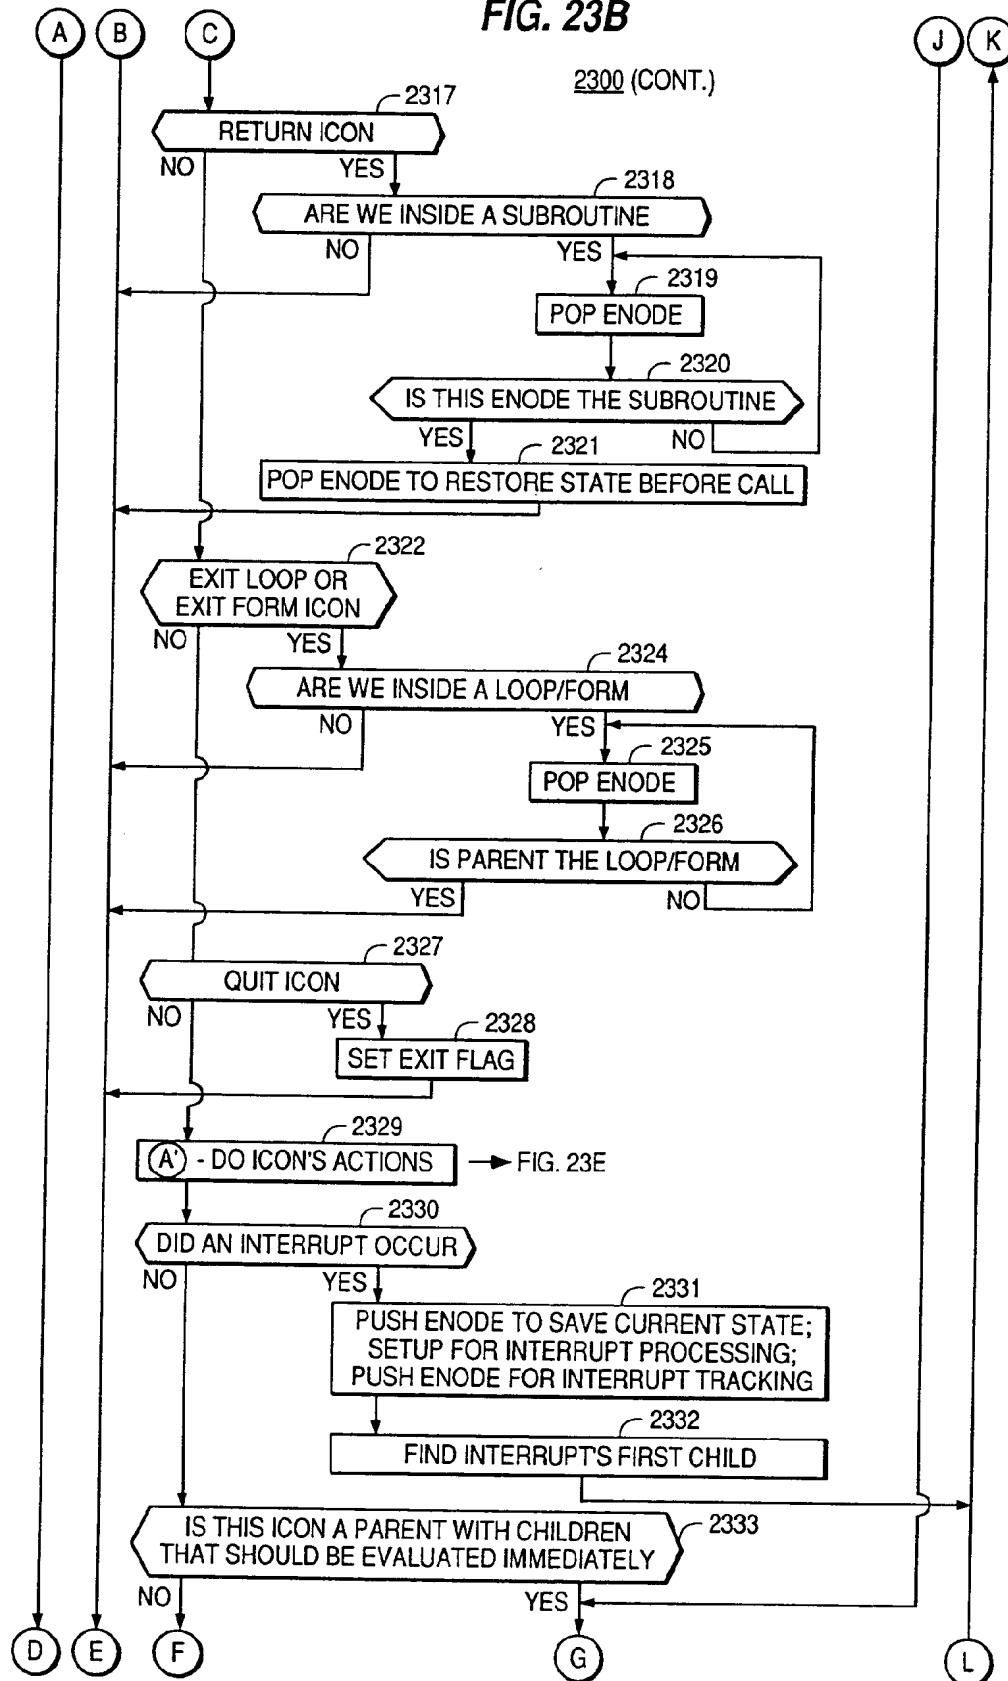 FIG. 23B
A
B
C
J
K
2300 (CONT.)
2317
RETURN ICON
NO
YES
2318
ARE WE INSIDE A SUBROUTINE
NO
YES
2319
POP ENODE
2320
IS THIS ENODE THE SUBROUTINE
YES
NO
2321
POP ENODE TO RESTORE STATE BEFORE CALL
2322
EXIT LOOP OR
EXIT FORM ICON
NO
YES
2324
ARE WE INSIDE A LOOP/FORM
NO
YES
2325
POP ENODE
2326
IS PARENT THE LOOP/FORM
YES
NO
2327
QUIT ICON
NO
YES
2328
SET EXIT FLAG
2329
A' - DO ICON'S ACTIONS
FIG. 23E
2330
DID AN INTERRUPT OCCUR
NO
YES
2331
PUSH ENODE TO SAVE CURRENT STATE;
SETUP FOR INTERRUPT PROCESSING;
PUSH ENODE FOR INTERRUPT TRACKING
2332
FIND INTERRUPT'S FIRST CHILD
2333
IS THIS ICON A PARENT WITH CHILDREN
THAT SHOULD BE EVALUATED IMMEDIATELY
NO
YES
D
E
F
G
L